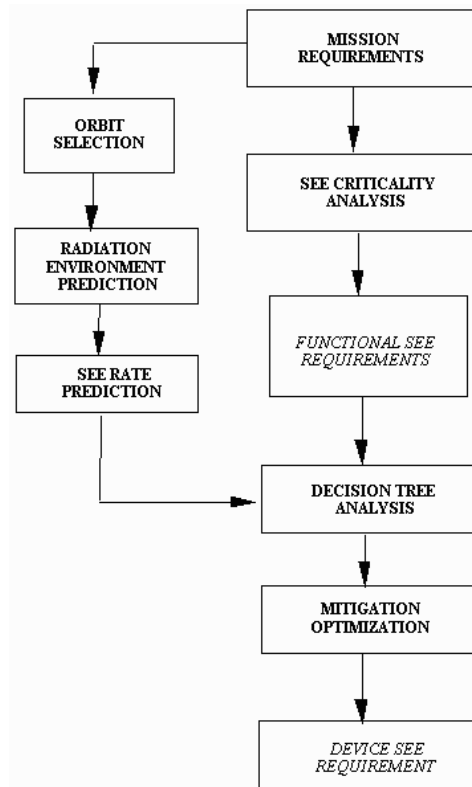 MISSION
REQUIREMENTS
ORBIT
SELECTION
SEE CRITICALITY
ANALYSIS
RADIATION
ENVIRONMENT
PREDICTION
FUNCTIONAL SEE
REQUIREMENTS
SEE RATE
PREDICTION
DECISION TREE
ANALYSIS
MITIGATION
OPTIMIZATION
DEVICE SEE
REQUIREMENT